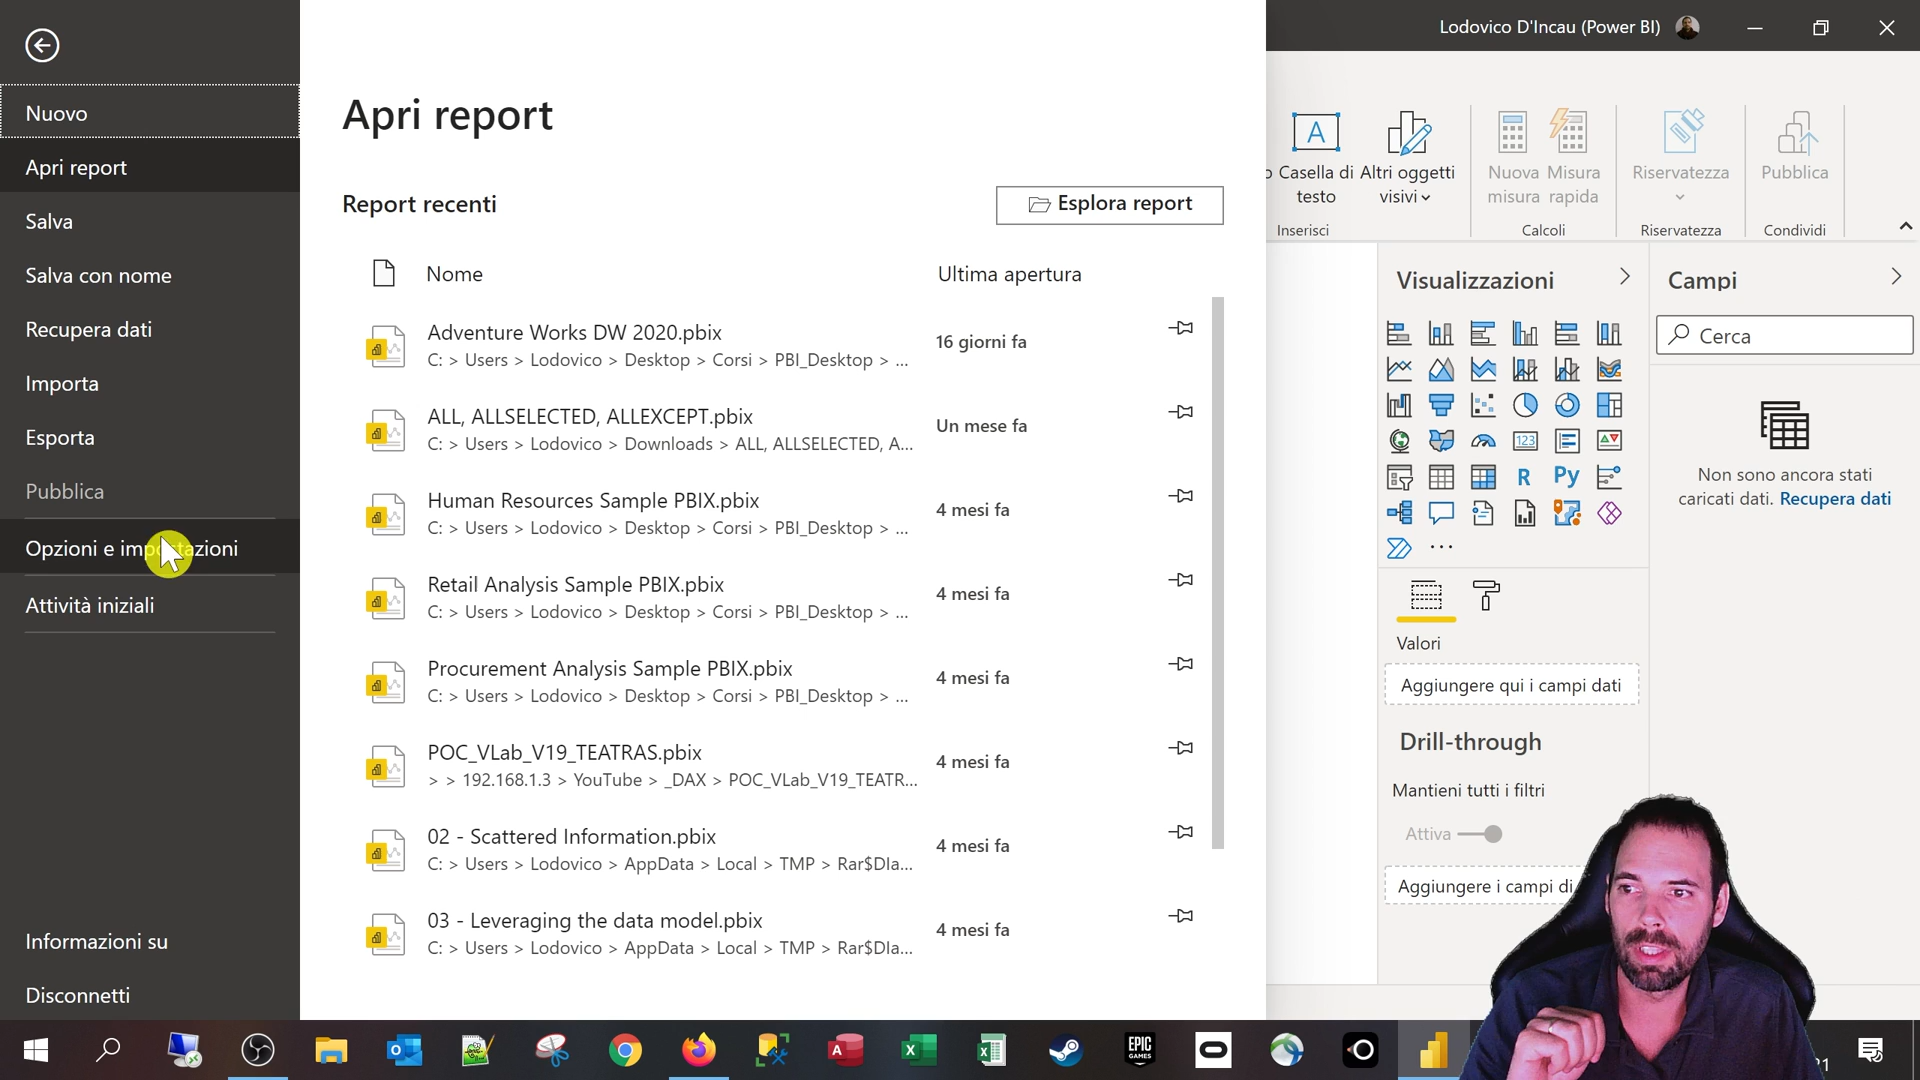 Lodovico D'Incau (Power BI)
Nuovo
Apri report
Salva
Salva con nome
Recupera dati
Importa
Esporta
Pubblica
Opzioni e impostazioni
Attività iniziali
Informazioni su
Disconnetti
Apri report
Report recenti
Esplora report
Nome
Ultima apertura
Adventure Works DW 2020.pbix
C: > Users > Lodovico > Desktop > Corsi > PBI_Desktop > ...
16 giorni fa
ALL, ALLSELECTED, ALLEXCEPT.pbix
C: > Users > Lodovico > Downloads > ALL, ALLSELECTED, A...
Un mese fa
Human Resources Sample PBIX.pbix
C: > Users > Lodovico > Desktop > Corsi > PBI_Desktop > ...
4 mesi fa
Retail Analysis Sample PBIX.pbix
C: > Users > Lodovico > Desktop > Corsi > PBI_Desktop > ...
4 mesi fa
Procurement Analysis Sample PBIX.pbix
C: > Users > Lodovico > Desktop > Corsi > PBI_Desktop > ...
4 mesi fa
POC_VLab_V19_TEATRAS.pbix
> > 192.168.1.3 > YouTube > _DAX > POC_VLab_V19_TEATR...
4 mesi fa
02 - Scattered Information.pbix
C: > Users > Lodovico > AppData > Local > TMP > Rar$Dla...
4 mesi fa
03 - Leveraging the data model.pbix
C: > Users > Lodovico > AppData > Local > TMP > Rar$Dla...
4 mesi fa
A
o Casella di
testo
Altri oggetti
visivi
Nuova
misura
Misura
rapida
Riservatezza
Pubblica
Inserisci
Calcoli
Riservatezza
Condividi
Visualizzazioni
123
R
Py
...
Valori
Aggiungere qui i campi dati
Drill-through
Mantieni tutti i filtri
Attiva
Aggiungere i campi di
Campi
Cerca
Non sono ancora stati
caricati dati. Recupera dati
EPIC
GAMES